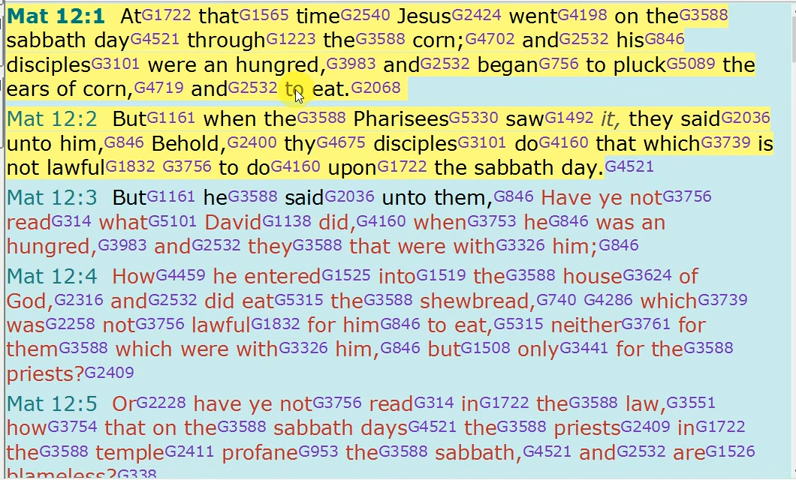 Mat 12:1 AtG1722 thatG1565 timeG2540 JesusG2424 wentG4198 on theG3588
sabbath dayG4521 throughG1223 theG3588 corn;G4702 andG2532 hisG846
disciplesG3101 were an hungred,G3983 andG2532 beganG756 to pluckG5089 the
ears of corn,G4719 andG2532 to eat.G2068
Mat 12:2 ButG1161 when theG3588 PhariseesG5330 sawG1492 it, they saidG2036
unto him,G846 Behold,G2400 thyG4675 disciplesG3101 doG4160 that whichG3739 is
not lawfulG1832 G3756 to doG4160 uponG1722 the sabbath day.G4521
Mat 12:3 ButG1161 heG3588 saidG2036 unto them,G846 Have ye notG3756
readG314 whatG5101 DavidG1138 did,G4160 whenG3753 heG846 was an
hungred,G3983 andG2532 theyG3588 that were withG3326 him;G846
Mat 12:4 HowG4459 he enteredG1525 intoG1519 theG3588 houseG3624 of
God,G2316 andG2532 did eatG5315 theG3588 shewbread,G740 G4286 whichG3739
wasG2258 notG3756 lawfulG1832 for himG846 to eat,G5315 neitherG3761 for
themG3588 which were withG3326 him,G846 butG1508 onlyG3441 for theG3588
priests?G2409
Mat 12:5 OrG2228 have ye notG3756 readG314 inG1722 theG3588 law,G3551
howG3754 that on theG3588 sabbath daysG4521 theG3588 priestsG2409 inG1722
theG3588 templeG2411 profaneG953 theG3588 sabbath,G4521 andG2532 areG1526
blameless?G338